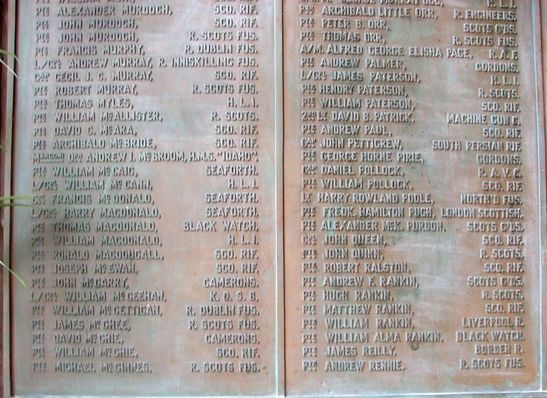 PTE ALEXANDER MURDOCH, SCO. RIF.
PTE JOHN MURDOCH, SCO. RIF.
PTE JOHN MURDOCH, R. SCOTS FUS.
PTE FRANCIS MURPHY, R. DUBLIN FUS.
L/CPL ANDREW MURRAY, R. INNISKILLING FUS.
CECIL J. C. MURRAY, SCO. RIF.
PTE ROBERT MURRAY, R. SCOTS FUS.
PTE THOMAS MYLES, H. L. I.
PTE WILLIAM McALLISTER, R. SCOTS.
PTE DAVID C. McARA, SCO. RIF.
PTE ARCHIBALD McBRIDE, SCO. RIF.
ANDREW I. McBROOM, H.M.S. "IDAHO".
PTE WILLIAM McCAIG, SEAFORTH.
L/CPL WILLIAM McCANN, H. L. I.
FRANCIS McDONALD, SEAFORTH.
L/CPL HARRY MACDONALD, SEAFORTH.
PTE THOMAS MACDONALD, BLACK WATCH.
PTE WILLIAM MACDONALD, H. L. I.
PTE RONALD MACDOUGALL, SCO. RIF.
PTE JOSEPH McEWAN, SCO. RIF.
PTE JOHN McGARRY, CAMERONS.
L/CPL WILLIAM McGEEHAN, K. O. S. B.
PTE WILLIAM McGETTIGAN, R. DUBLIN FUS.
PTE JAMES McGHEE, R. SCOTS FUS.
PTE DAVID McGHIE, CAMERONS.
PTE WILLIAM McGHIE, SCO. RIF.
PTE MICHAEL McGINNES, R. SCOTS FUS.
H. L. I.
PTE ARCHIBALD LITTLE ORR, R. ENGINEERS.
PTE PETER B. ORR, SCOTS G'DS.
PTE THOMAS ORR, R. SCOTS FUS.
A/M. ALFRED GEORGE ELISHA PACE, R. A. F.
PTE ANDREW PALMER, GORDONS.
L/CPL JAMES PATERSON, H. L. I.
PTE HENDRY PATERSON, R. SCOTS.
PTE WILLIAM PATERSON, SCO. RIF.
2ND LT DAVID B. PATRICK, MACHINE GUN C.
PTE ANDREW PAUL, SCO. RIF.
JOHN PETTIGREW, SOUTH PERSIAN RIF.
PTE GEORGE HORNE PIRIE, GORDONS.
DANIEL POLLOCK, R. A. V. C.
PTE WILLIAM POLLOCK, SCO. RIF.
LT HARRY ROWLAND POOLE, NORTH'D FUS.
PTE FREDK. HAMILTON PUGH, LONDON SCOTTISH.
PTE ALEXANDER McK. PURDON, SCOTS G'DS.
JOHN QUEEN, SCO. RIF.
PTE JOHN QUINN, R. SCOTS.
PTE ROBERT RALSTON, SCO. RIF.
PTE ANDREW F. RANKIN, SCOTS G'DS.
PTE HUGH RANKIN, R. SCOTS.
PTE MATTHEW RANKIN, SCO. RIF.
PTE WILLIAM RANKIN, LIVERPOOL R.
PTE WILLIAM ALMA RANKIN, BLACK WATCH.
PTE JAMES REILLY, BORDER R.
PTE ANDREW RENNIE, R. SCOTS FUS.